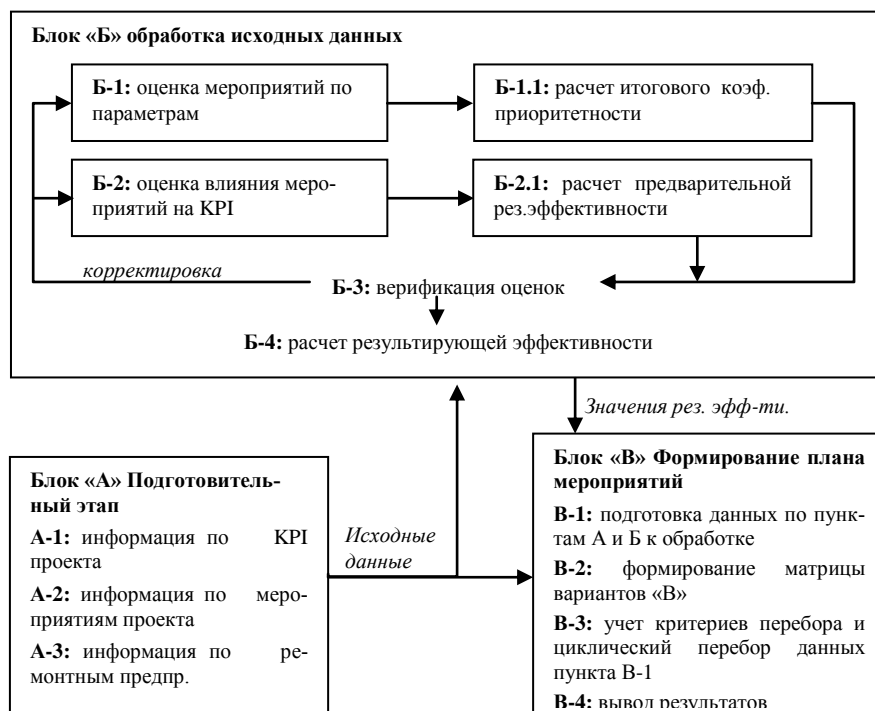 Блок «Б» обработка исходных данных
Б-1: оценка мероприятий по
параметрам
Б-1.1: расчет итогового коэф.
приоритетности
Б-2: оценка влияния меро-
приятий на KPI
Б-2.1: расчет предварительной
рез.эффективности
корректировка
Б-3: верификация оценок
Б-4: расчет результирующей эффективности
Значения рез. эфф-ти.
Блок «А» Подготовитель-
ный этап
А-1: информация по KPI
проекта
А-2: информация по меро-
приятиям проекта
А-3: информация по ре-
монтным предпр.
Исходные
данные
Блок «В» Формирование плана
мероприятий
В-1: подготовка данных по пунк-
там А и Б к обработке
В-2: формирование матрицы
вариантов «В»
В-3: учет критериев перебора и
циклический перебор данных
пункта В-1
В-4: вывод результатов